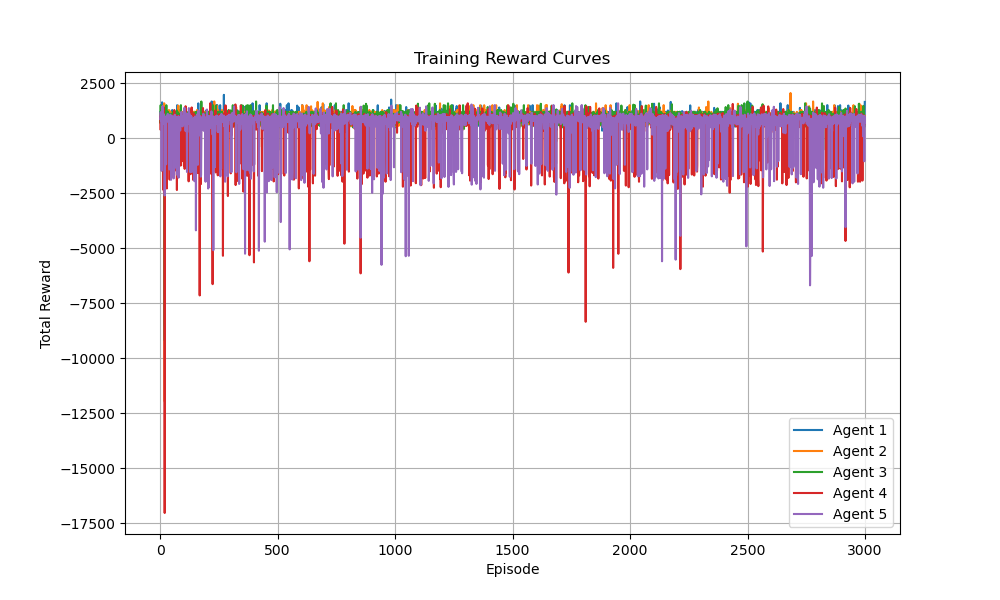 Training Reward Curves
2500
0
−2500
−5000
−7500
−10000
−12500
−15000
−17500
Total Reward
0 500 1000 1500 2000 2500 3000
Episode
Agent 1
Agent 2
Agent 3
Agent 4
Agent 5